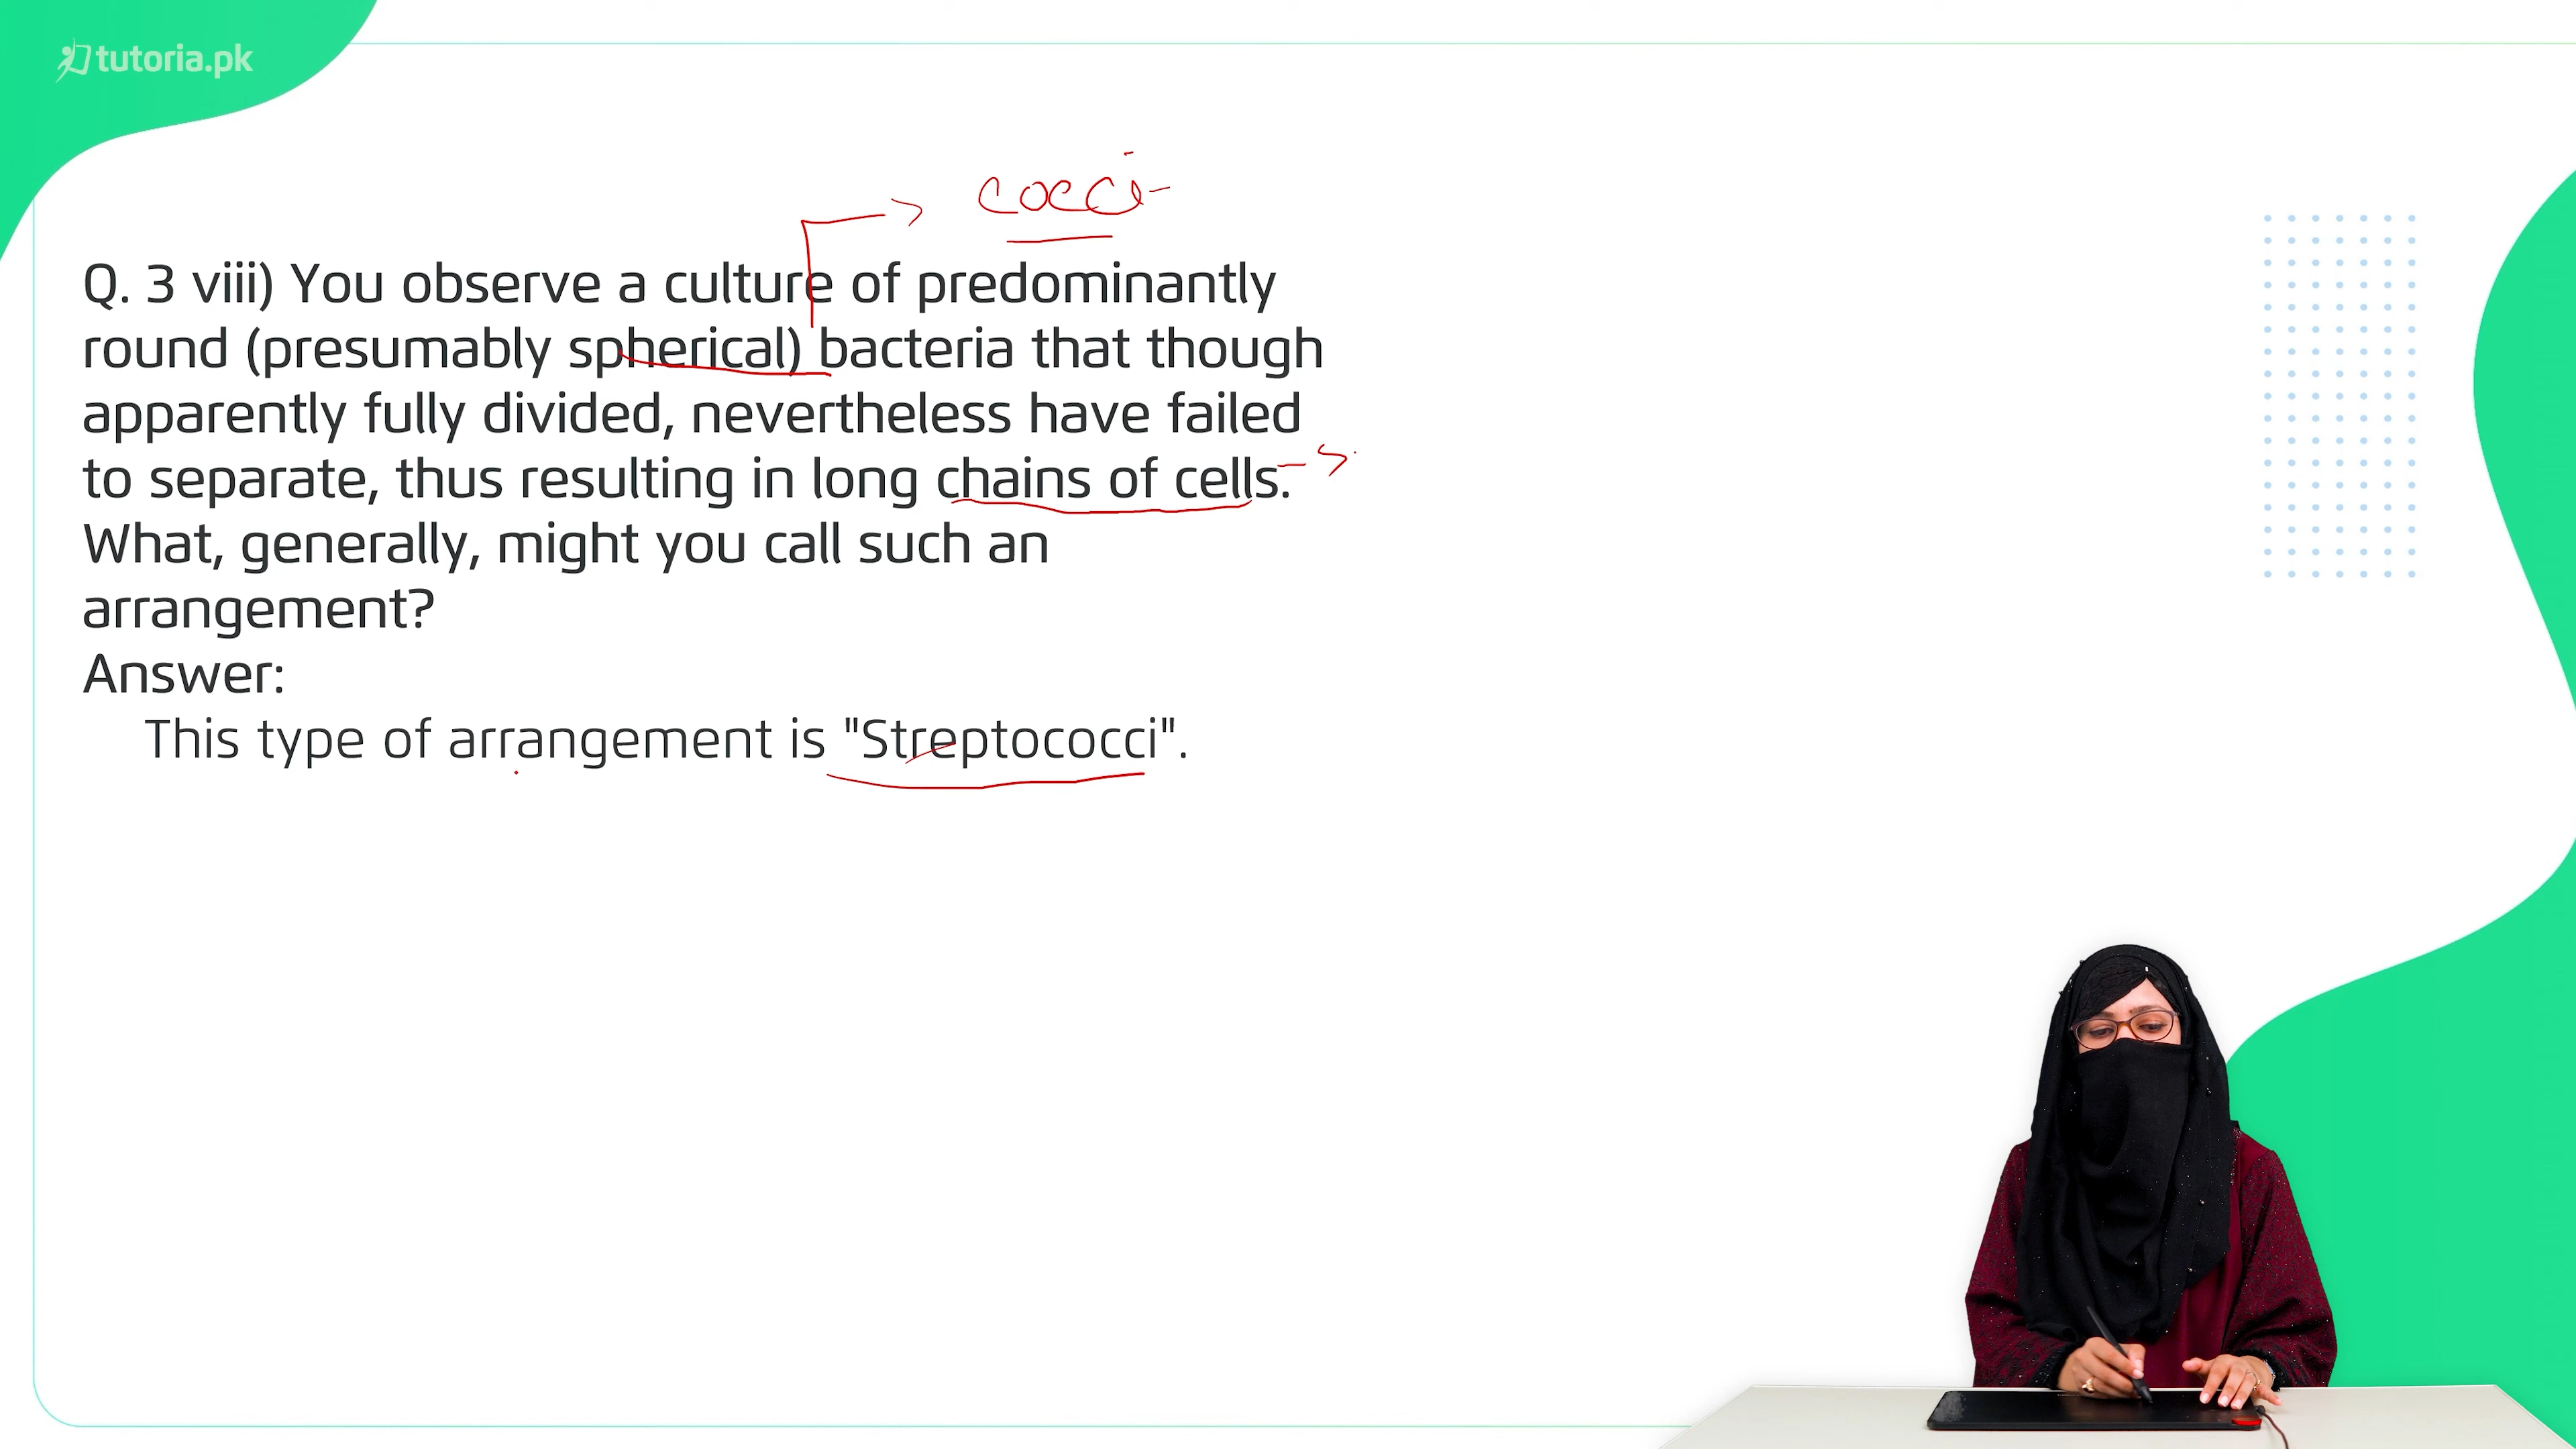 tutoria.pk
cocci
Q. 3 viii) You observe a culture of predominantly
round (presumably spherical) bacteria that though
apparently fully divided, nevertheless have failed
to separate, thus resulting in long chains of cells.
What, generally, might you call such an
arrangement?
Answer:
This type of arrangement is "Streptococci".